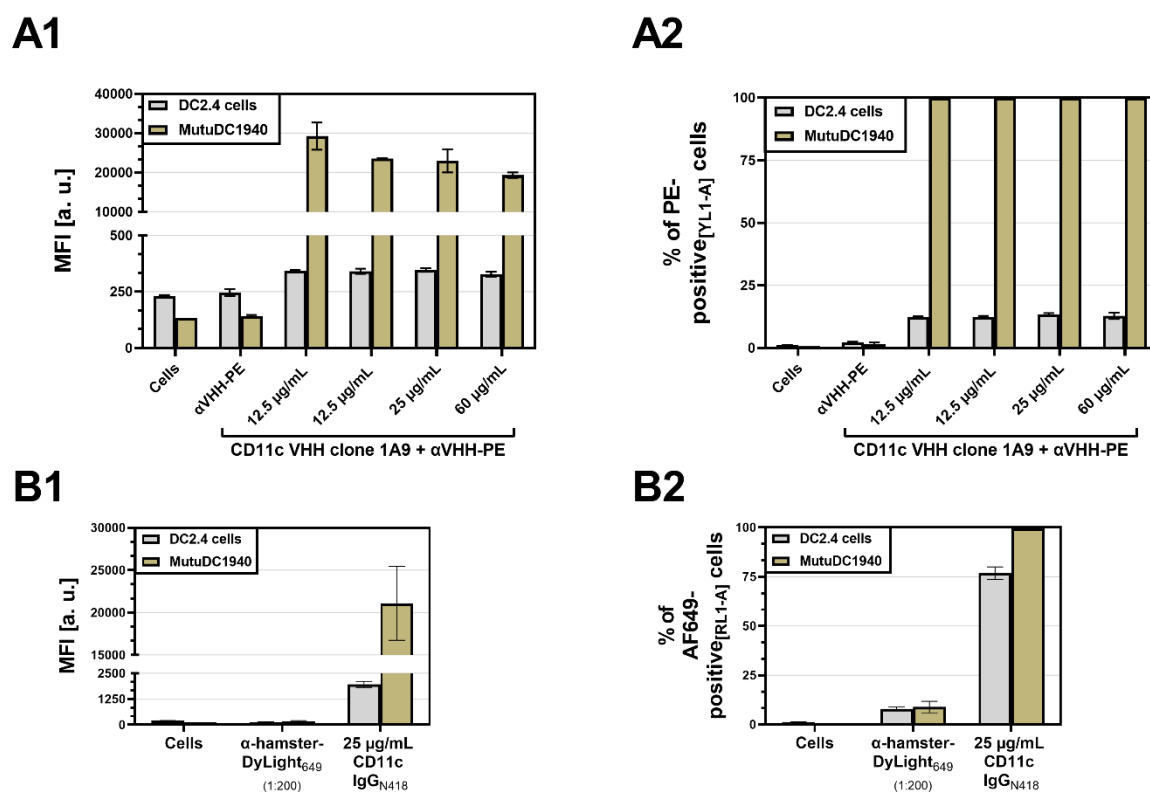 A1
40000
30000
20000
10000
500
250
0
MFI [a. u.]
DC2.4 cells
MutuDC1940
Cells
αVHH-PE
12.5 µg/mL
12.5 µg/mL
25 µg/mL
60 µg/mL
CD11c VHH clone 1A9 + αVHH-PE
A2
100
75
50
25
0
% of PE-
positive[YL1-A] cells
DC2.4 cells
MutuDC1940
Cells
αVHH-PE
12.5 µg/mL
12.5 µg/mL
25 µg/mL
60 µg/mL
CD11c VHH clone 1A9 + αVHH-PE
B1
30000
25000
20000
15000
2500
1250
0
MFI [a. u.]
DC2.4 cells
MutuDC1940
Cells
α-hamster-
DyLight649
(1:200)
25 µg/mL
CD11c
IgGN418
B2
100
75
50
25
0
% of
AF649-
positive[RL1-A] cells
DC2.4 cells
MutuDC1940
Cells
α-hamster-
DyLight649
(1:200)
25 µg/mL
CD11c
IgGN418